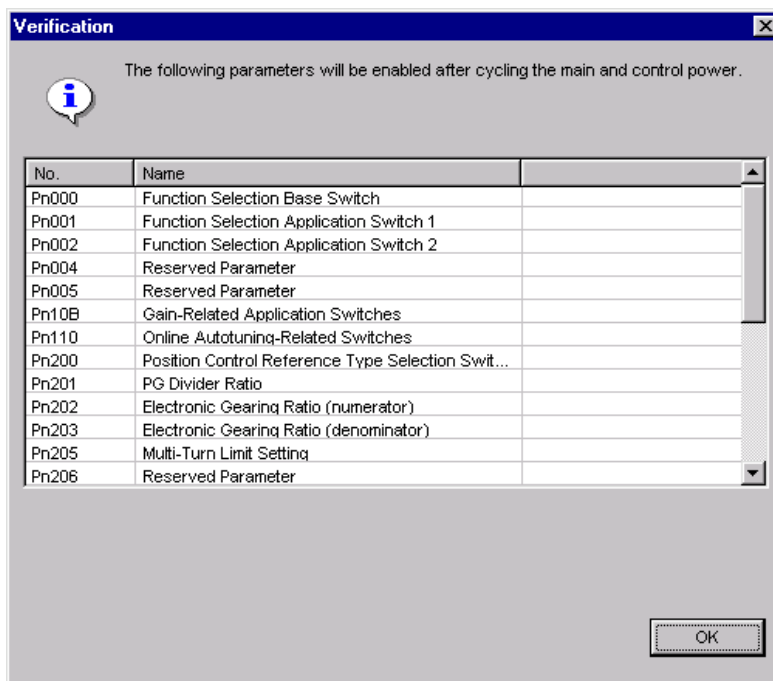 Verification
The following parameters will be enabled after cycling the main and control power.
No. Name
Pn000 Function Selection Base Switch
Pn001 Function Selection Application Switch 1
Pn002 Function Selection Application Switch 2
Pn004 Reserved Parameter
Pn005 Reserved Parameter
Pn10B Gain-Related Application Switches
Pn110 Online Autotuning-Related Switches
Pn200 Position Control Reference Type Selection Swit...
Pn201 PG Divider Ratio
Pn202 Electronic Gearing Ratio (numerator)
Pn203 Electronic Gearing Ratio (denominator)
Pn205 Multi-Turn Limit Setting
Pn206 Reserved Parameter
OK